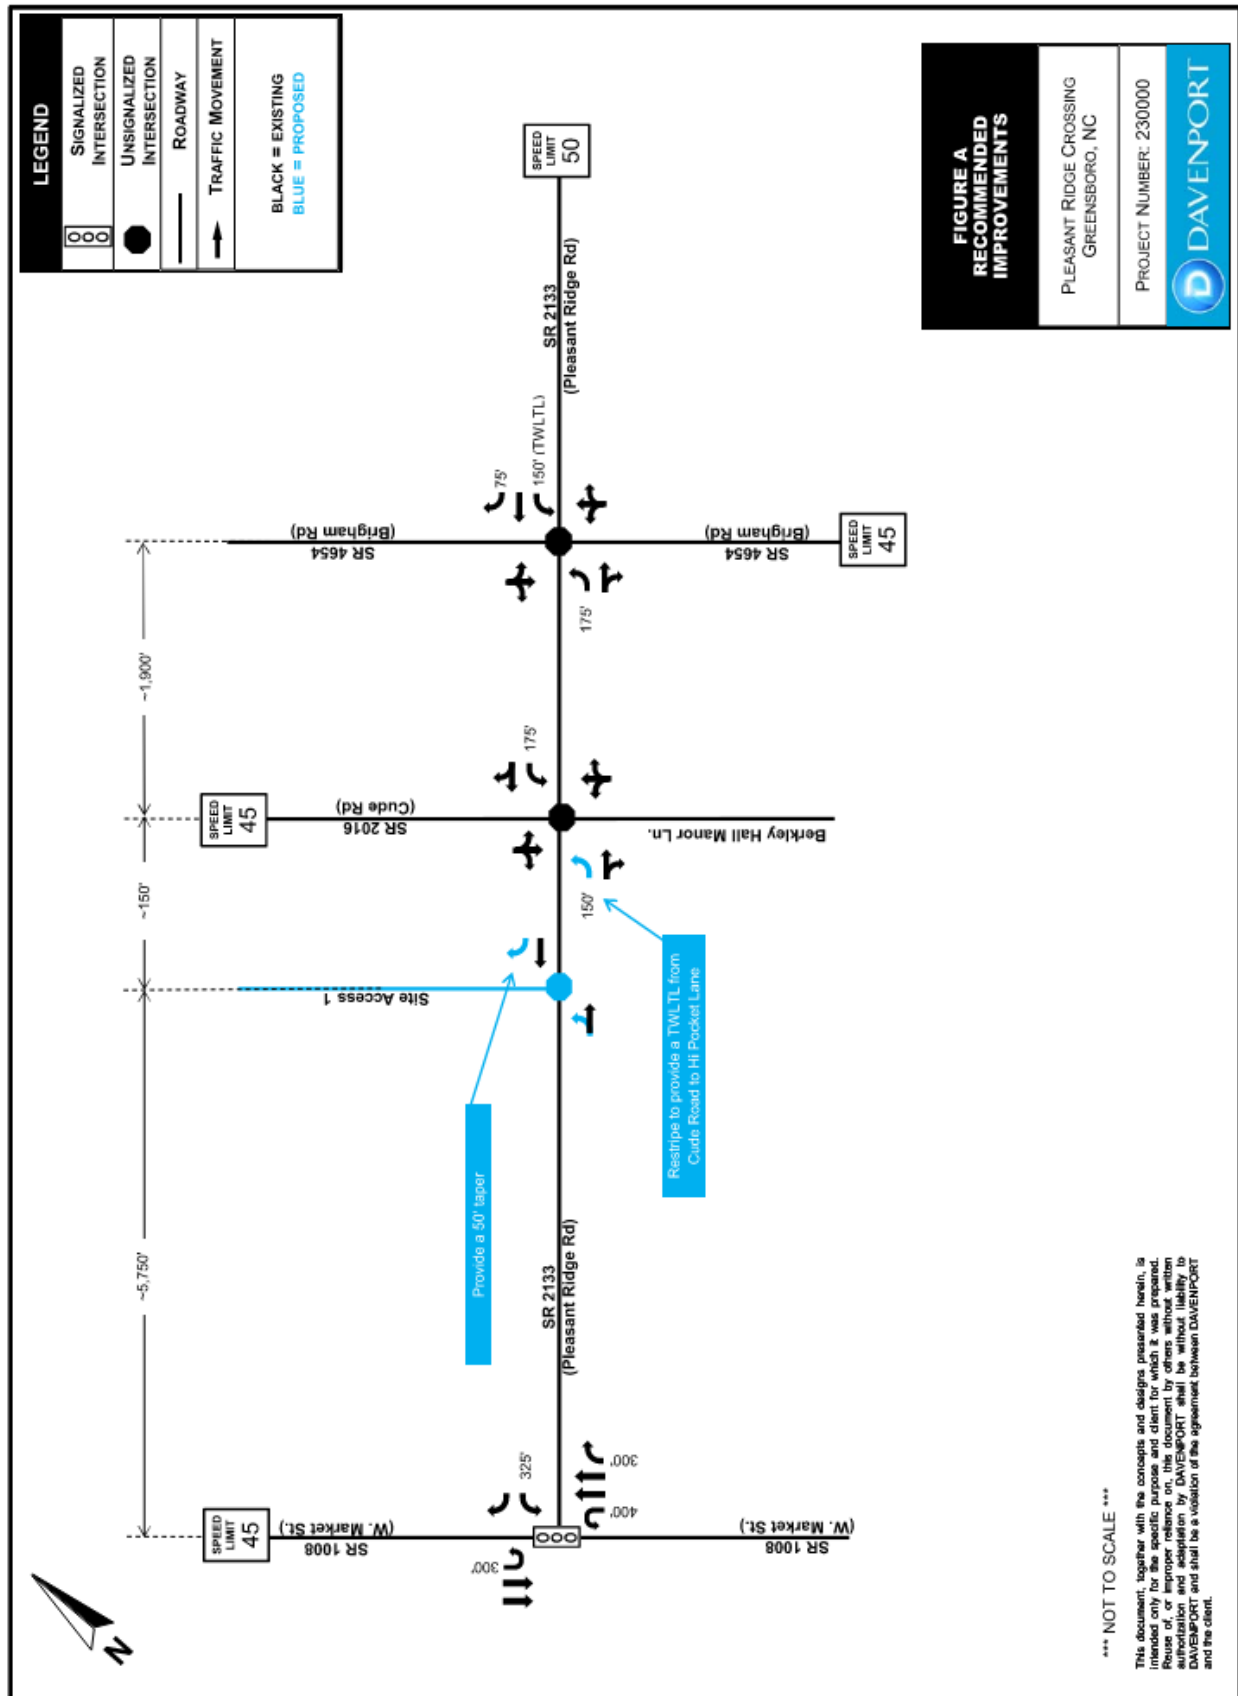 LEGEND
SIGNALIZED
INTERSECTION
UNSIGNALIZED
INTERSECTION
ROADWAY
TRAFFIC MOVEMENT
BLACK = EXISTING
BLUE = PROPOSED
~5,750'
~150'
~1,900'
SPEED
LIMIT
45
SR 1008
(W. Market St.)
300'
325'
400'
300'
SR 1008
(W. Market St.)
SR 2133
(Pleasant Ridge Rd)
Provide a 50' taper
Site Access 1
Restripe to provide a TWLTL from
Cude Road to Hi Pocket Lane
150'
SPEED
LIMIT
45
SR 2016
(Cude Rd)
175'
Berkley Hall Manor Ln.
175'
SR 4654
(Brigham Rd)
75'
150' (TWLTL)
SR 4654
(Brigham Rd)
SPEED
LIMIT
45
SR 2133
(Pleasant Ridge Rd)
SPEED
LIMIT
50
N
*** NOT TO SCALE ***
This document, together with the concepts and designs presented herein, is
intended only for the specific purpose and client for which it was prepared.
Reuse of, or improper reliance on, this document by others without written
authorization and adaptation by DAVENPORT shall be without liability to
DAVENPORT and shall be a violation of the agreement between DAVENPORT
and the client.
FIGURE A
RECOMMENDED
IMPROVEMENTS
PLEASANT RIDGE CROSSING
GREENSBORO, NC
PROJECT NUMBER: 230000
D DAVENPORT